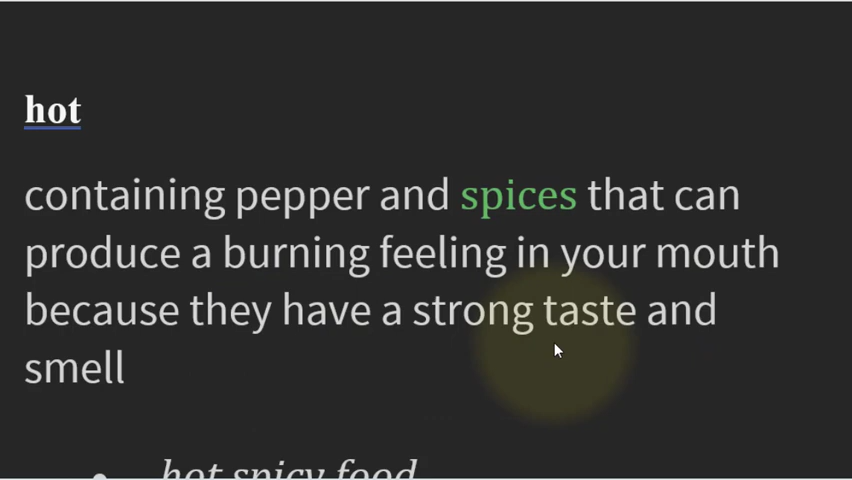 hot
containing pepper and spices that can
produce a burning feeling in your mouth
because they have a strong taste and
smell
• hot spicy food